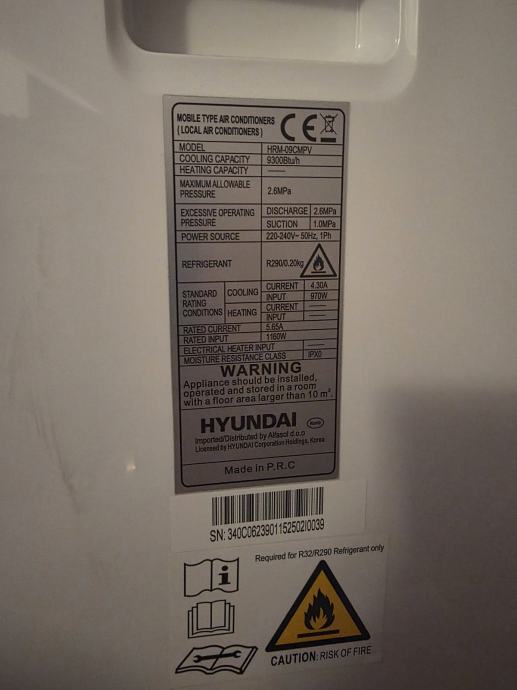 MOBILE TYPE AIR CONDITIONERS
( LOCAL AIR CONDITIONERS )
CE
MODEL HRM-09CMPV
COOLING CAPACITY 9300Btu/h
HEATING CAPACITY ——
MAXIMUM ALLOWABLE PRESSURE 2.6MPa
EXCESSIVE OPERATING PRESSURE DISCHARGE 2.6MPa
SUCTION 1.0MPa
POWER SOURCE 220-240V~ 50Hz, 1Ph
REFRIGERANT R290/0.20kg
STANDARD RATING CONDITIONS COOLING CURRENT 4.30A
INPUT 970W
HEATING CURRENT ——
INPUT ——
RATED CURRENT 5.65A
RATED INPUT 1160W
ELECTRICAL HEATER INPUT ——
MOISTURE RESISTANCE CLASS IPX0
WARNING
Appliance should be installed,
operated and stored in a room
with a floor area larger than 10 m².
HYUNDAI RoHS
Imported/Distributed by Alfasol d.o.o
Licensed by HYUNDAI Corporation Holdings, Korea
Made in P.R.C
SN: 340C06239011525020039
Required for R32/R290 Refrigerant only
i
CAUTION: RISK OF FIRE